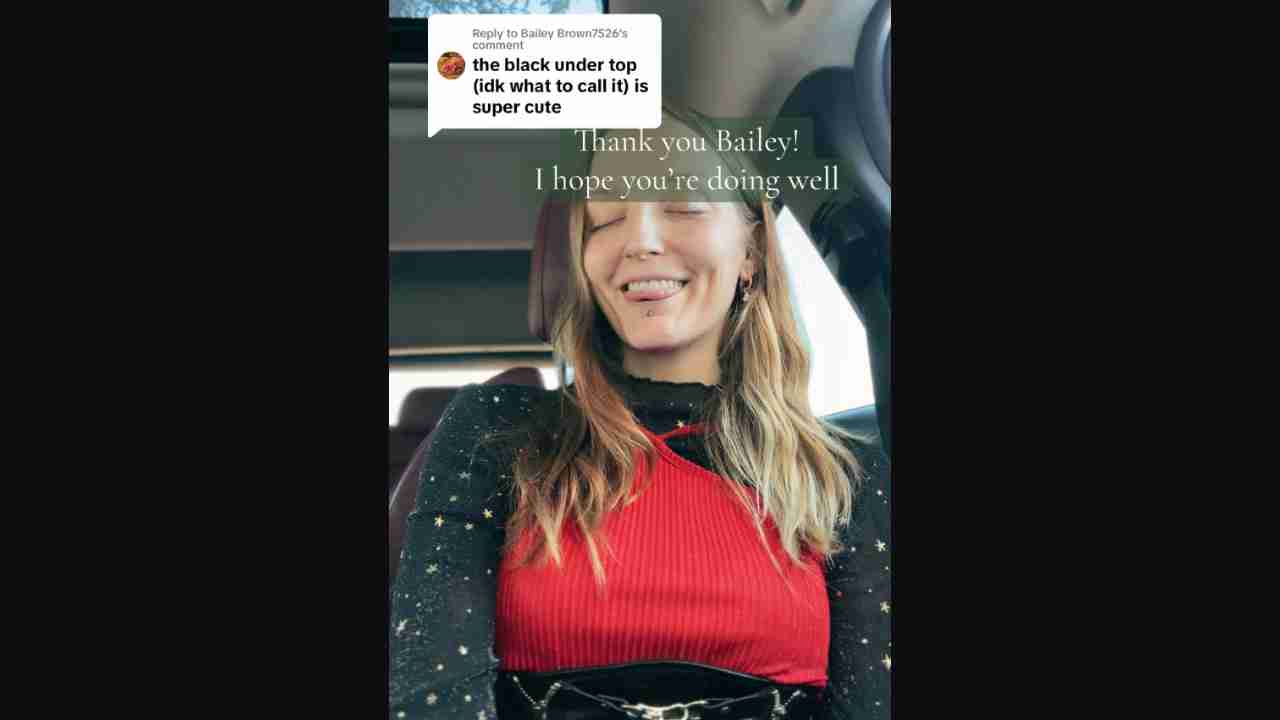 Reply to Bailey Brown7526's
comment
the black under top
(idk what to call it) is
super cute
Thank you Bailey!
I hope you're doing well